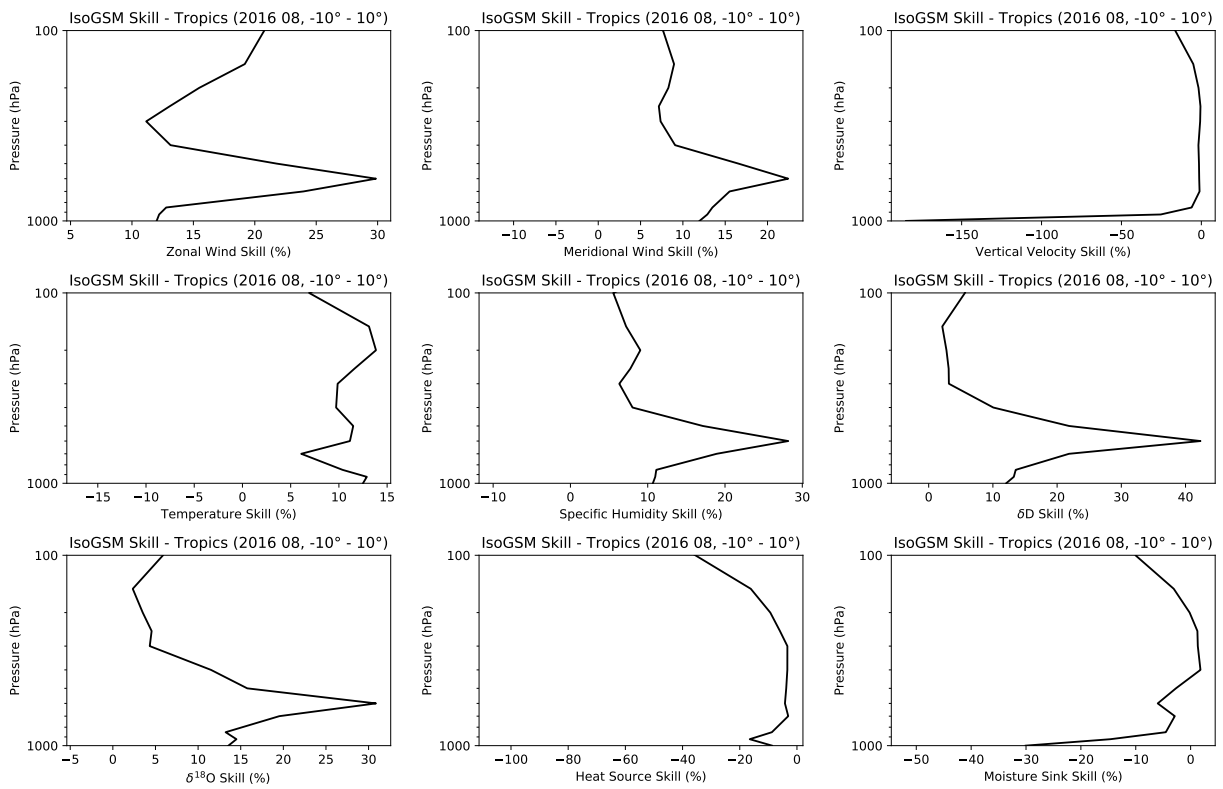 IsoGSM Skill - Tropics (2016 08, -10° - 10°)
100
1000
Pressure (hPa)
5 10 15 20 25 30
Zonal Wind Skill (%)
IsoGSM Skill - Tropics (2016 08, -10° - 10°)
100
1000
Pressure (hPa)
−10 −5 0 5 10 15 20
Meridional Wind Skill (%)
IsoGSM Skill - Tropics (2016 08, -10° - 10°)
100
1000
Pressure (hPa)
−150 −100 −50 0
Vertical Velocity Skill (%)
IsoGSM Skill - Tropics (2016 08, -10° - 10°)
100
1000
Pressure (hPa)
−15 −10 −5 0 5 10 15
Temperature Skill (%)
IsoGSM Skill - Tropics (2016 08, -10° - 10°)
100
1000
Pressure (hPa)
−10 0 10 20 30
Specific Humidity Skill (%)
IsoGSM Skill - Tropics (2016 08, -10° - 10°)
100
1000
Pressure (hPa)
0 10 20 30 40
δD Skill (%)
IsoGSM Skill - Tropics (2016 08, -10° - 10°)
100
1000
Pressure (hPa)
−5 0 5 10 15 20 25 30
δ¹⁸O Skill (%)
IsoGSM Skill - Tropics (2016 08, -10° - 10°)
100
1000
Pressure (hPa)
−100 −80 −60 −40 −20 0
Heat Source Skill (%)
IsoGSM Skill - Tropics (2016 08, -10° - 10°)
100
1000
Pressure (hPa)
−50 −40 −30 −20 −10 0
Moisture Sink Skill (%)